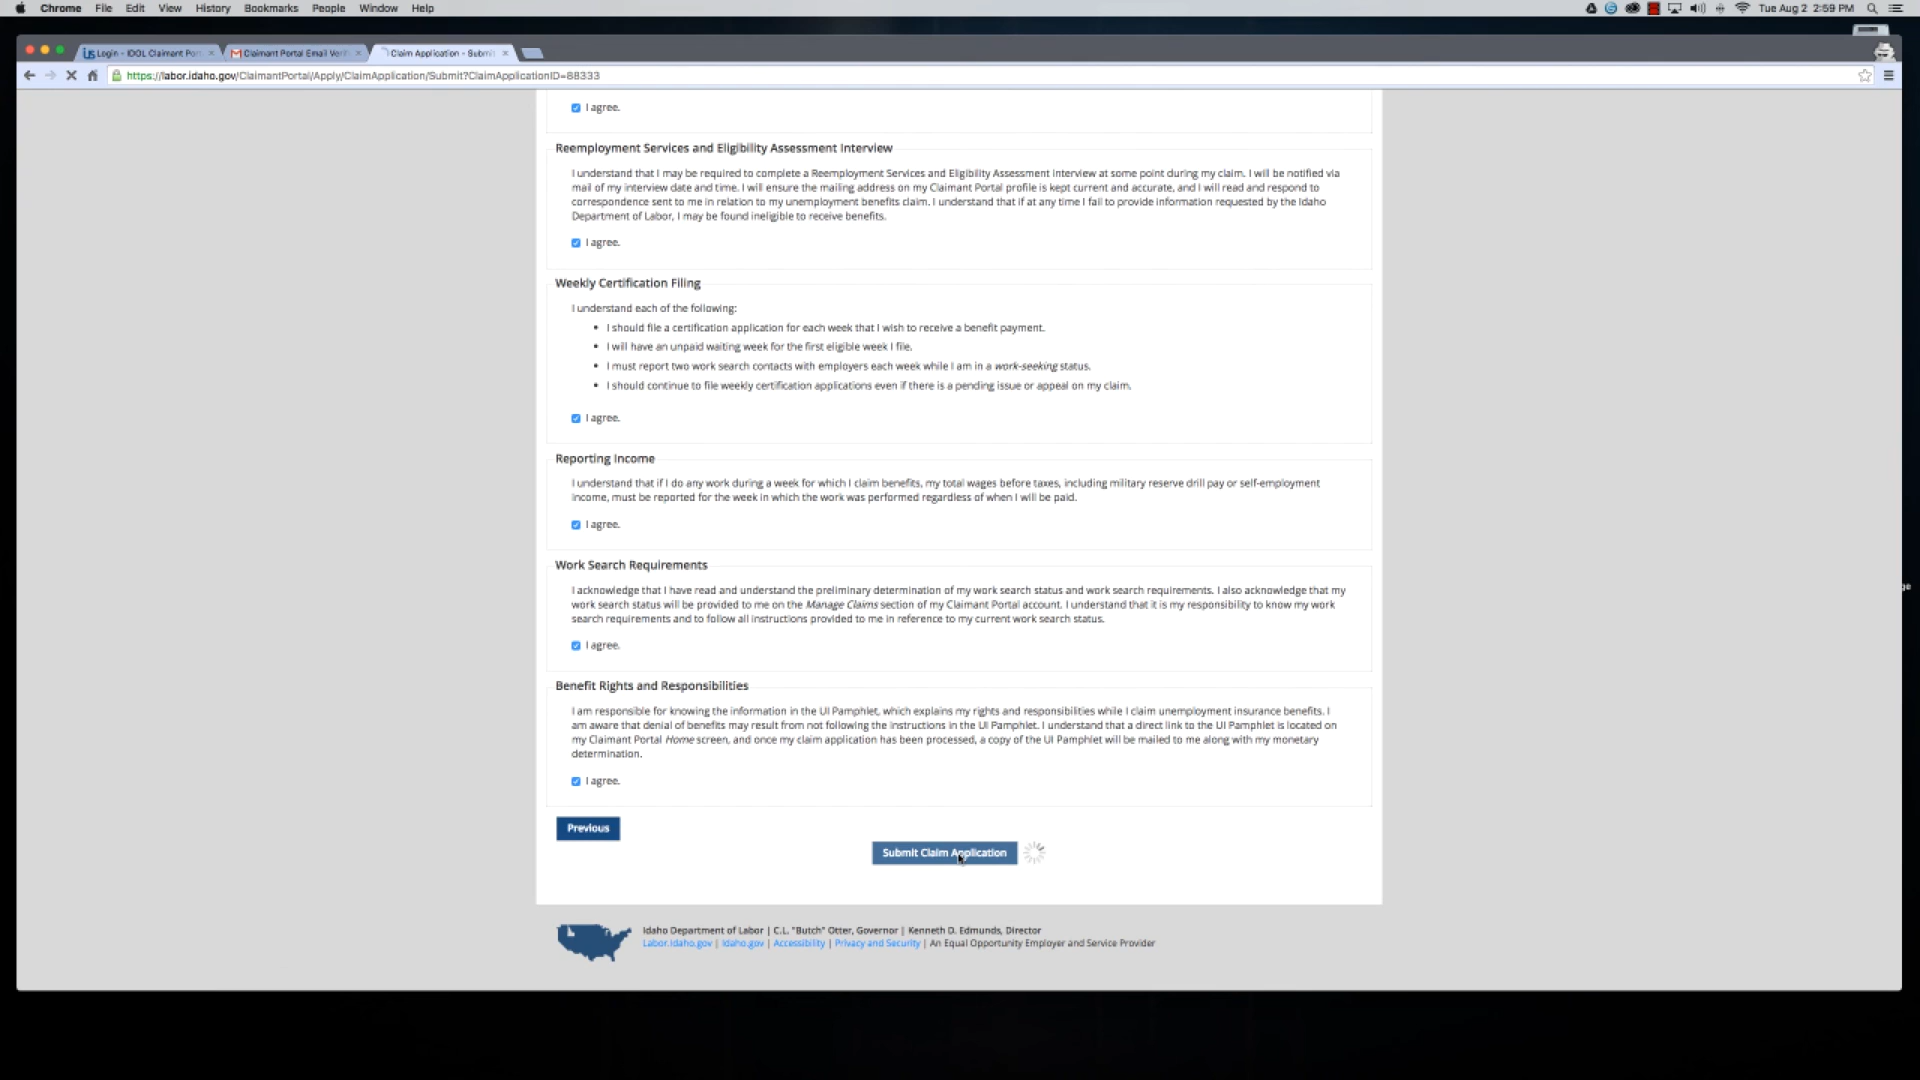 Chrome File Edit View History Bookmarks People Window Help
Tue Aug 2 2:59 PM
Login - IDOL Claimant Por
Claimant Portal Email Veri
Claim Application - Submi
https://labor.idaho.gov/ClaimantPortal/Apply/ClaimApplication/Submit?ClaimApplicationID=88333
I agree.
Reemployment Services and Eligibility Assessment Interview
I understand that I may be required to complete a Reemployment Services and Eligibility Assessment Interview at some point during my claim. I will be notified via
mail of my interview date and time. I will ensure the mailing address on my Claimant Portal profile is kept current and accurate, and I will read and respond to
correspondence sent to me in relation to my unemployment benefits claim. I understand that if at any time I fail to provide information requested by the Idaho
Department of Labor, I may be found ineligible to receive benefits.
I agree.
Weekly Certification Filing
I understand each of the following:
• I should file a certification application for each week that I wish to receive a benefit payment.
• I will have an unpaid waiting week for the first eligible week I file.
• I must report two work search contacts with employers each week while I am in a work-seeking status.
• I should continue to file weekly certification applications even if there is a pending issue or appeal on my claim.
I agree.
Reporting Income
I understand that if I do any work during a week for which I claim benefits, my total wages before taxes, including military reserve drill pay or self-employment
income, must be reported for the week in which the work was performed regardless of when I will be paid.
I agree.
Work Search Requirements
I acknowledge that I have read and understand the preliminary determination of my work search status and work search requirements. I also acknowledge that my
work search status will be provided to me on the Manage Claims section of my Claimant Portal account. I understand that it is my responsibility to know my work
search requirements and to follow all instructions provided to me in reference to my current work search status.
I agree.
Benefit Rights and Responsibilities
I am responsible for knowing the information in the UI Pamphlet, which explains my rights and responsibilities while I claim unemployment insurance benefits. I
am aware that denial of benefits may result from not following the instructions in the UI Pamphlet. I understand that a direct link to the UI Pamphlet is located on
my Claimant Portal Home screen, and once my claim application has been processed, a copy of the UI Pamphlet will be mailed to me along with my monetary
determination.
I agree.
Previous
Submit Claim Application
Idaho Department of Labor | C.L. "Butch" Otter, Governor | Kenneth D. Edmunds, Director
Labor.Idaho.gov | Idaho.gov | Accessibility | Privacy and Security | An Equal Opportunity Employer and Service Provider